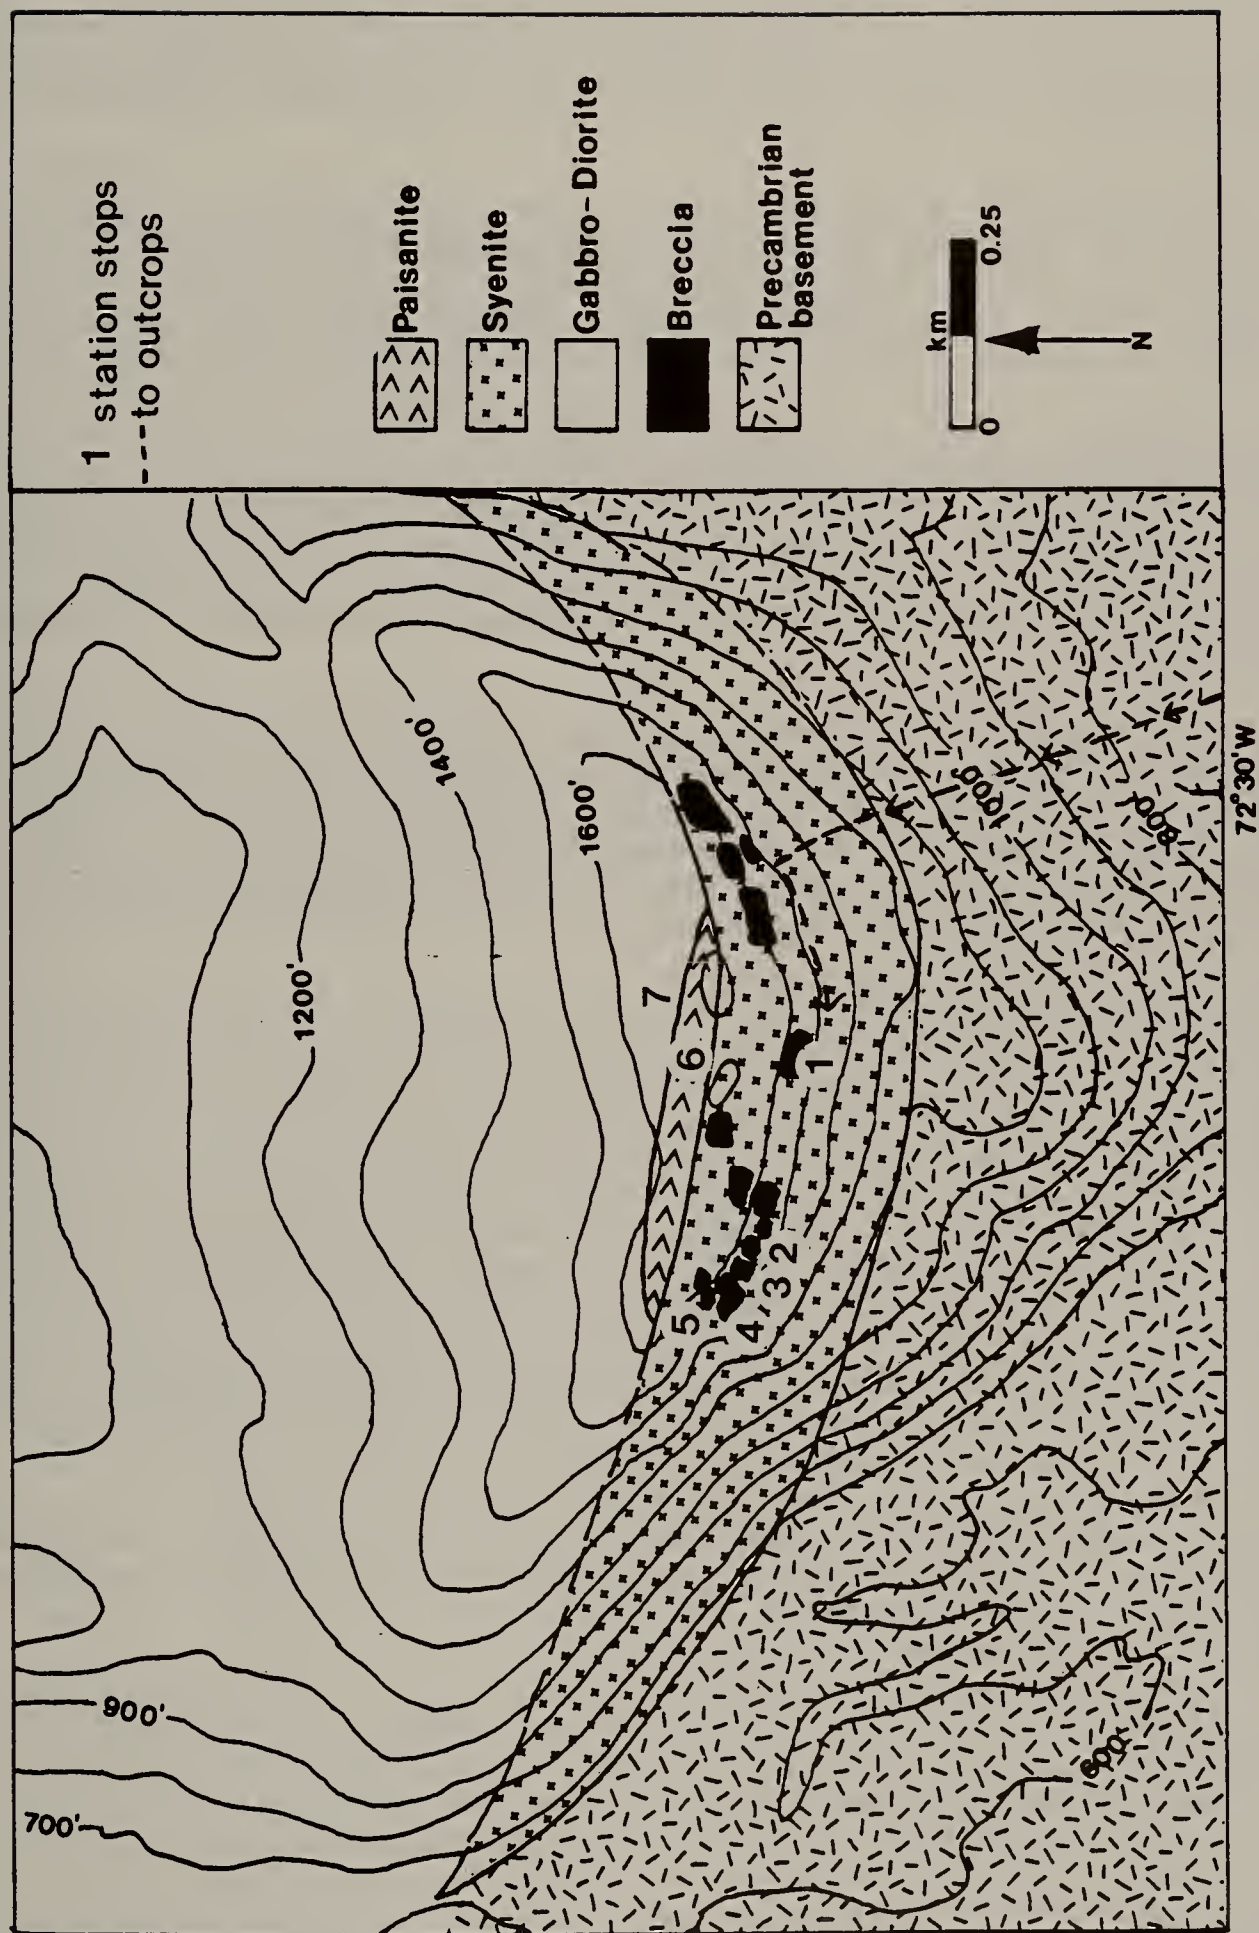 1 station stops
---to outcrops
Paisanite
Syenite
Gabbro-Diorite
Breccia
Precambrian
basement
km
0
0.25
N
1400'
1600'
1200'
900'
700'
1000
800
600'
7
6
1
2
3
4
5
72°30'W